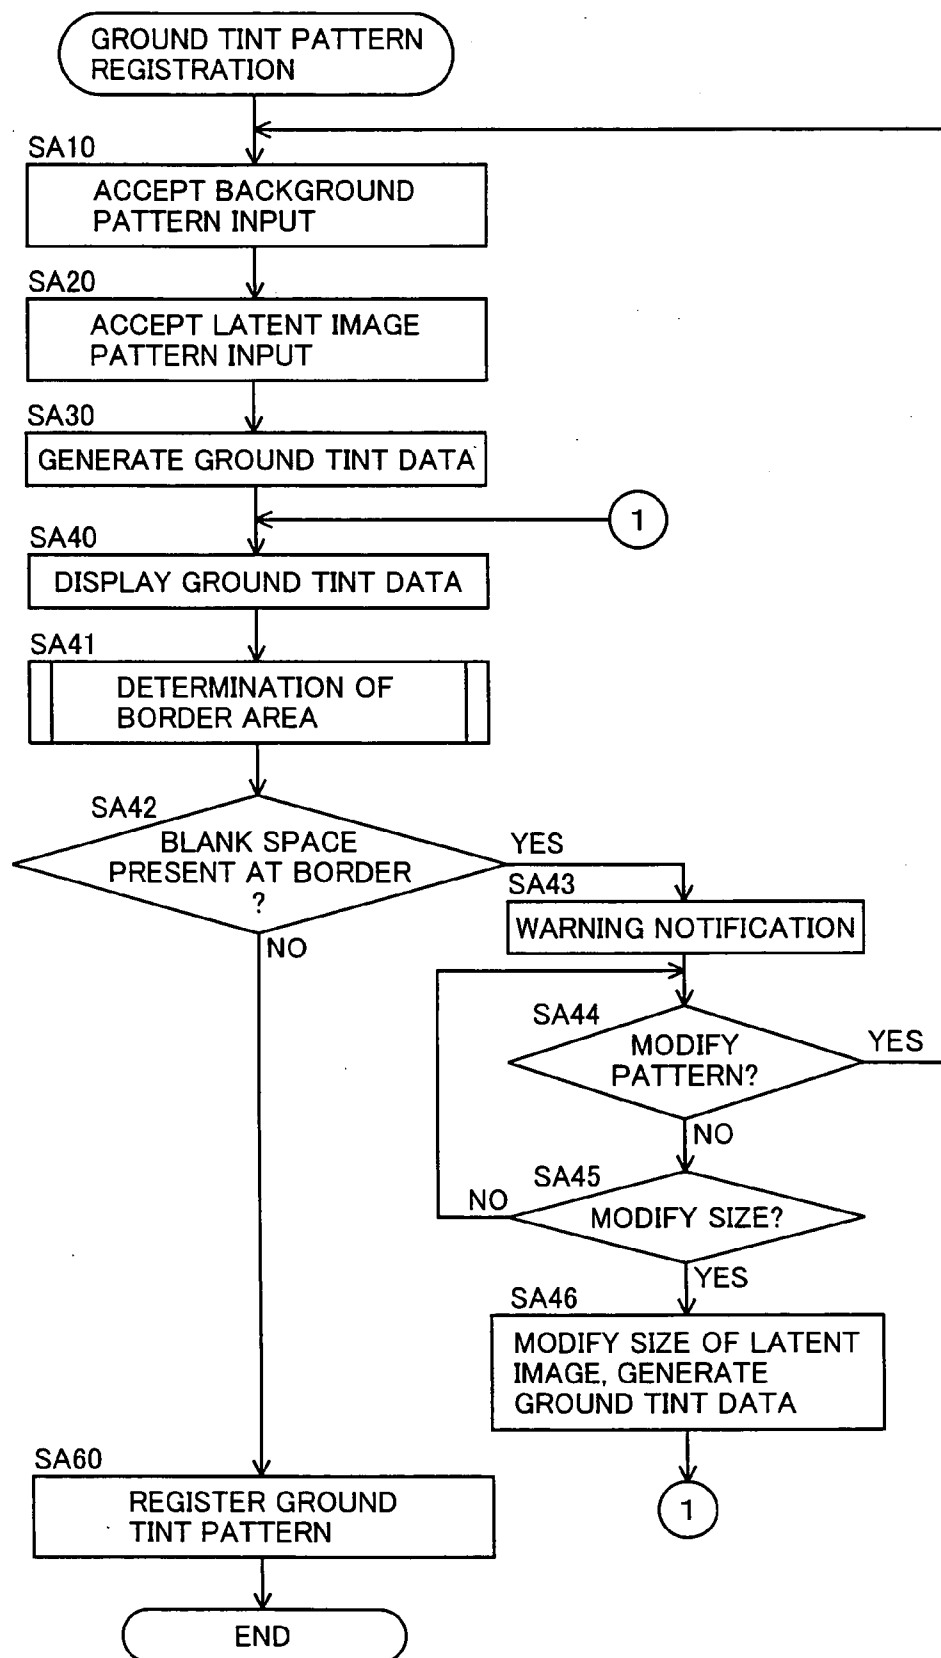 GROUND TINT PATTERN
REGISTRATION
SA10
ACCEPT BACKGROUND
PATTERN INPUT
SA20
ACCEPT LATENT IMAGE
PATTERN INPUT
SA30
GENERATE GROUND TINT DATA
1
SA40
DISPLAY GROUND TINT DATA
SA41
DETERMINATION OF
BORDER AREA
SA42
BLANK SPACE
PRESENT AT BORDER
?
YES
NO
SA43
WARNING NOTIFICATION
SA44
MODIFY
PATTERN?
YES
NO
SA45
MODIFY SIZE?
NO
YES
SA46
MODIFY SIZE OF LATENT
IMAGE, GENERATE
GROUND TINT DATA
1
SA60
REGISTER GROUND
TINT PATTERN
END